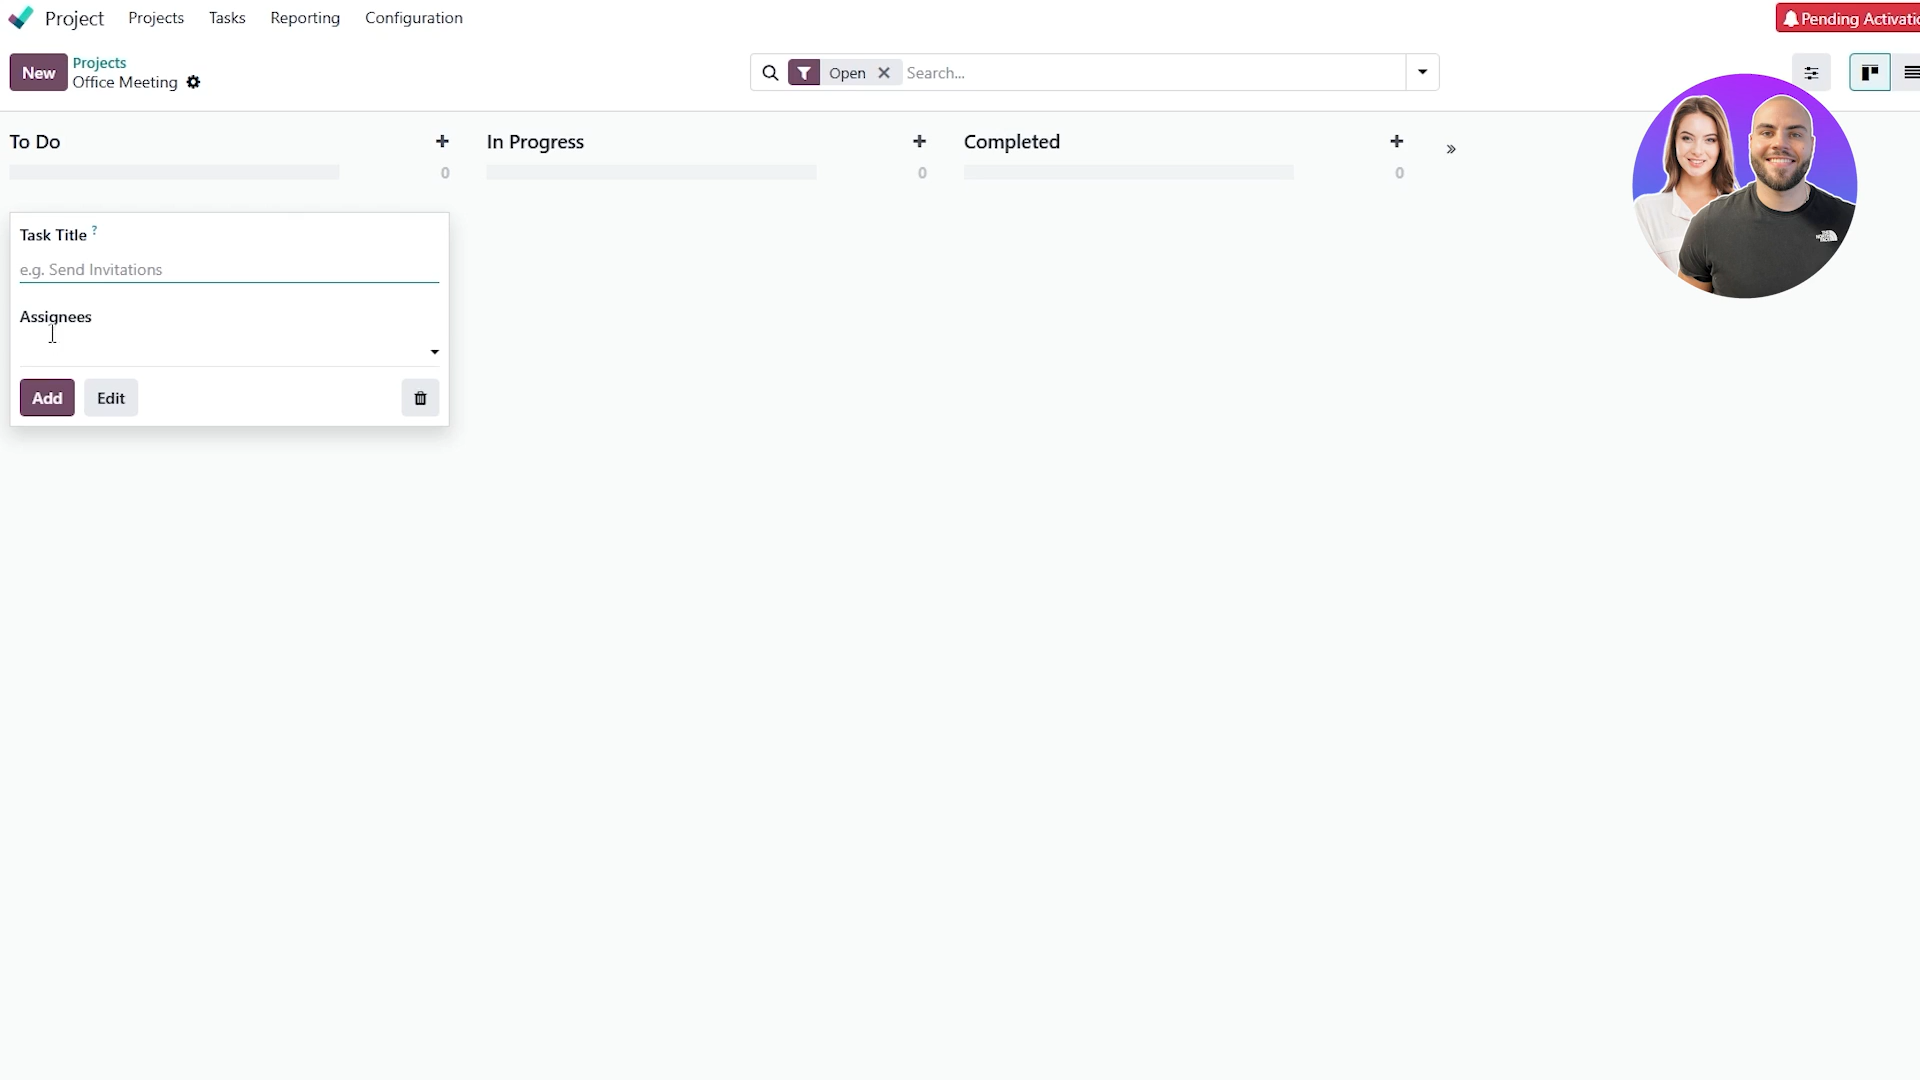 Project Projects Tasks Reporting Configuration
Pending Activatio
New Projects
Office Meeting
Open Search...
To Do
In Progress
Completed
0
0
0
Task Title ?
e.g. Send Invitations
Assignees
Add Edit